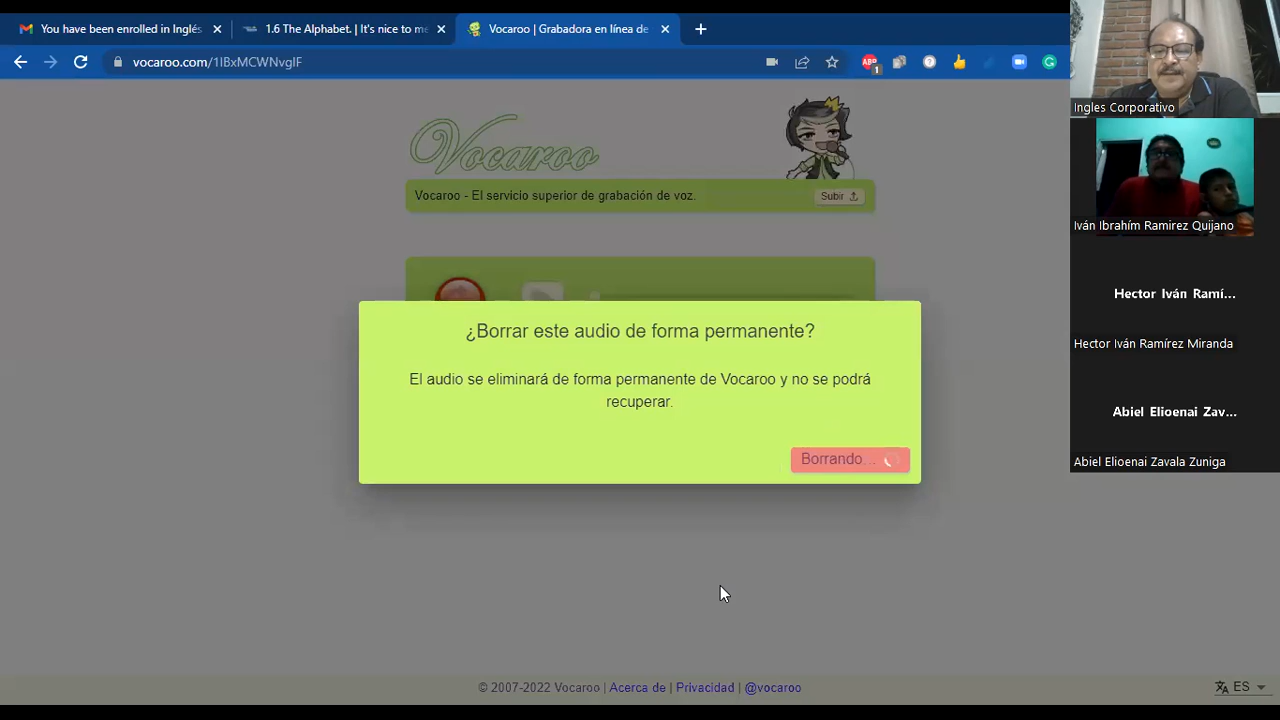 You have been enrolled in Inglés
1.6 The Alphabet. | It's nice to me
Vocaroo | Grabadora en línea de
vocaroo.com/1IBxMCWNvglF
ABP
1
Vocaroo
Vocaroo - El servicio superior de grabación de voz.
Subir
¿Borrar este audio de forma permanente?
El audio se eliminará de forma permanente de Vocaroo y no se podrá
recuperar.
Borrando...
© 2007-2022 Vocaroo | Acerca de | Privacidad | @vocaroo
ES
Ingles Corporativo
Iván Ibrahím Ramirez Quijano
Hector Iván Ramí...
Hector Iván Ramírez Miranda
Abiel Elioenai Zav...
Abiel Elioenai Zavala Zuniga